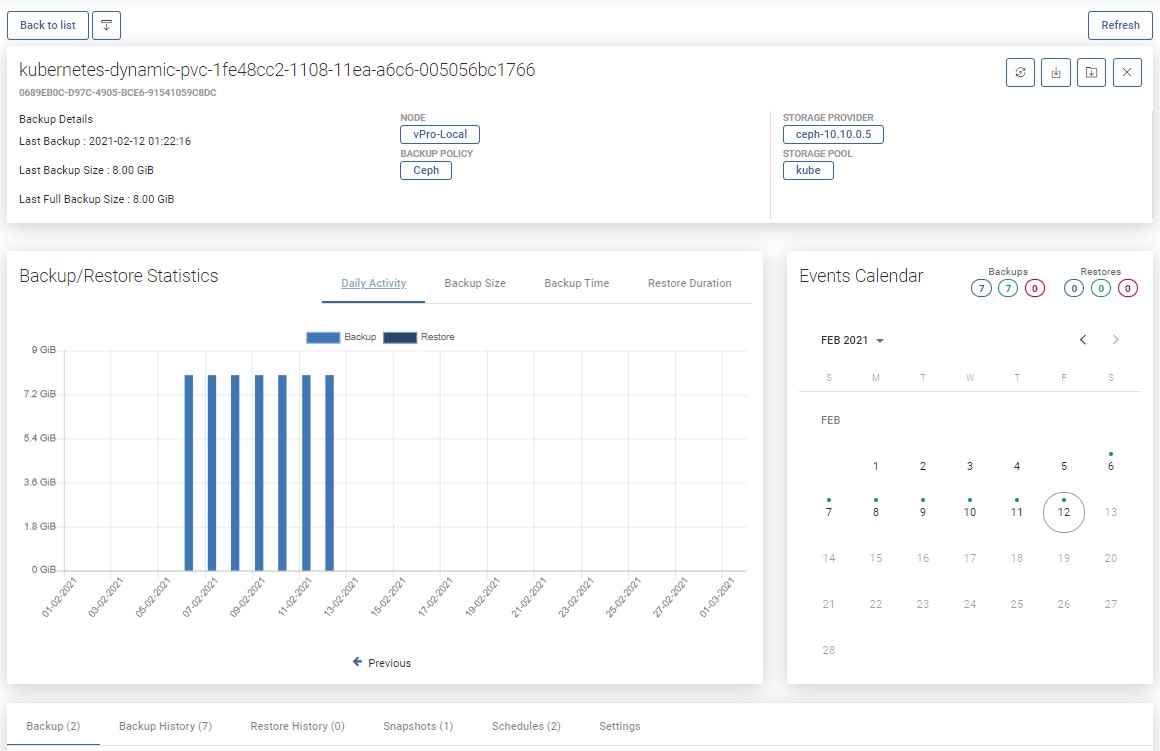 Back to list
Refresh
kubernetes-dynamic-pvc-1fe48cc2-1108-11ea-a6c6-005056bc1766
0689EB0C-D97C-4905-BCE6-91541059C8DC
Backup Details
Last Backup : 2021-02-12 01:22:16
Last Backup Size : 8.00 GiB
Last Full Backup Size : 8.00 GiB
NODE
vPro-Local
BACKUP POLICY
Ceph
STORAGE PROVIDER
ceph-10.10.0.5
STORAGE POOL
kube
Backup/Restore Statistics
Daily Activity
Backup Size
Backup Time
Restore Duration
Backup
Restore
9 GiB
7.2 GiB
5.4 GiB
3.6 GiB
1.8 GiB
0 GiB
01-02-2021
03-02-2021
05-02-2021
07-02-2021
09-02-2021
11-02-2021
13-02-2021
15-02-2021
17-02-2021
19-02-2021
21-02-2021
23-02-2021
25-02-2021
27-02-2021
01-03-2021
Previous
Events Calendar
Backups
7 7 0
Restores
0 0 0
FEB 2021
S M T W T F S
FEB
1 2 3 4 5 6
7 8 9 10 11 12 13
14 15 16 17 18 19 20
21 22 23 24 25 26 27
28
Backup (2)
Backup History (7)
Restore History (0)
Snapshots (1)
Schedules (2)
Settings